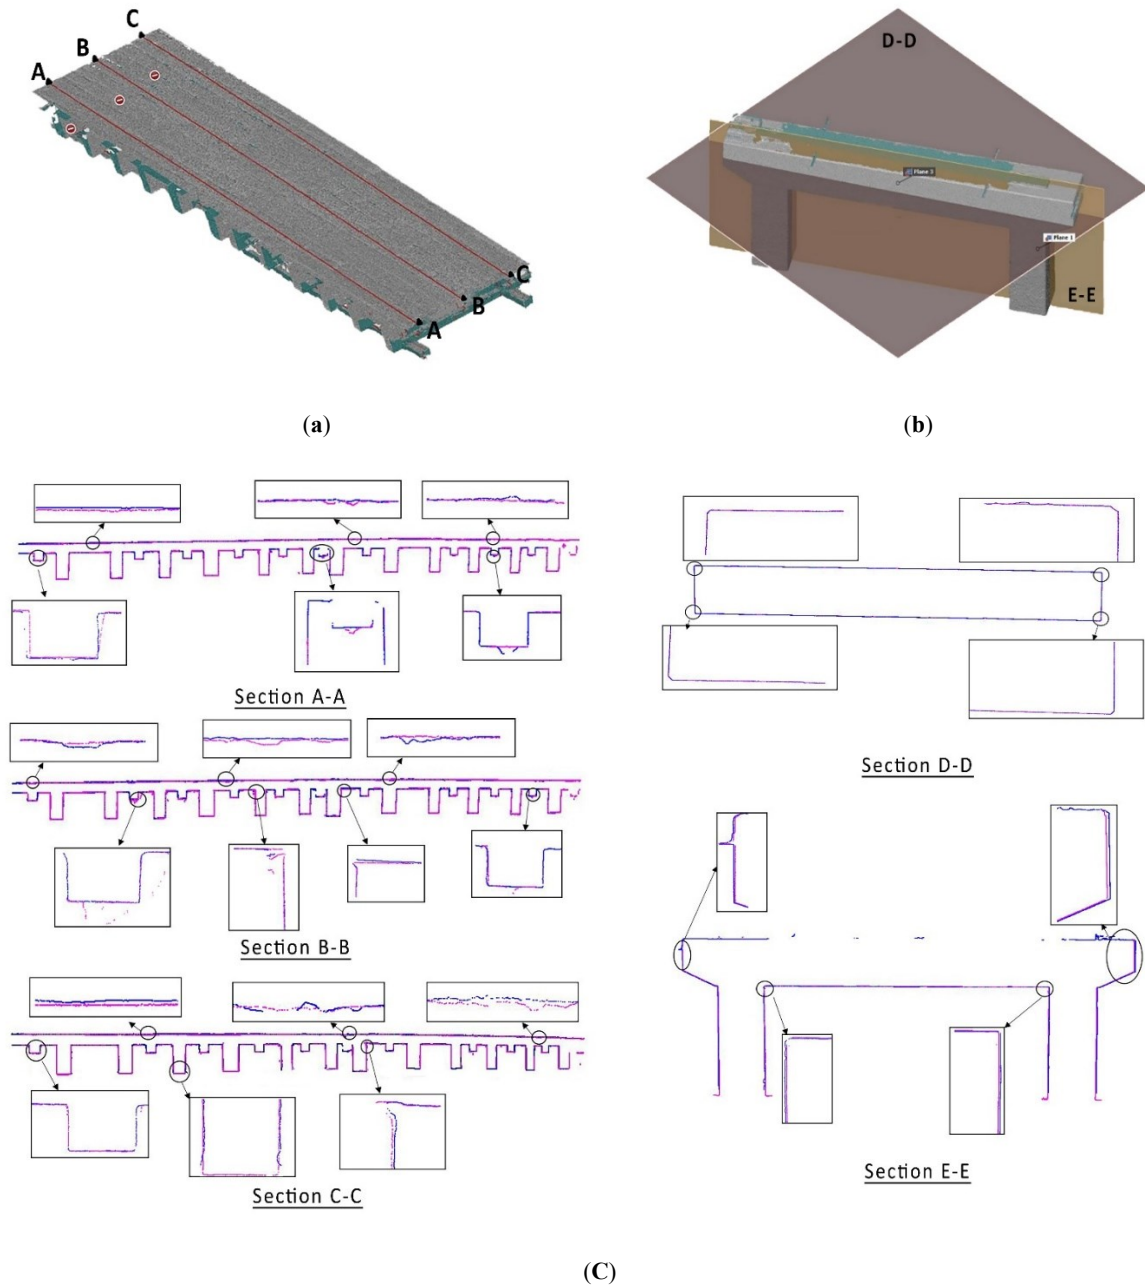 C
B
A
C
B
A
D-D
Plane 3
Plane 1
E-E
(a)
(b)
Section A-A
Section B-B
Section C-C
Section D-D
Section E-E
(C)